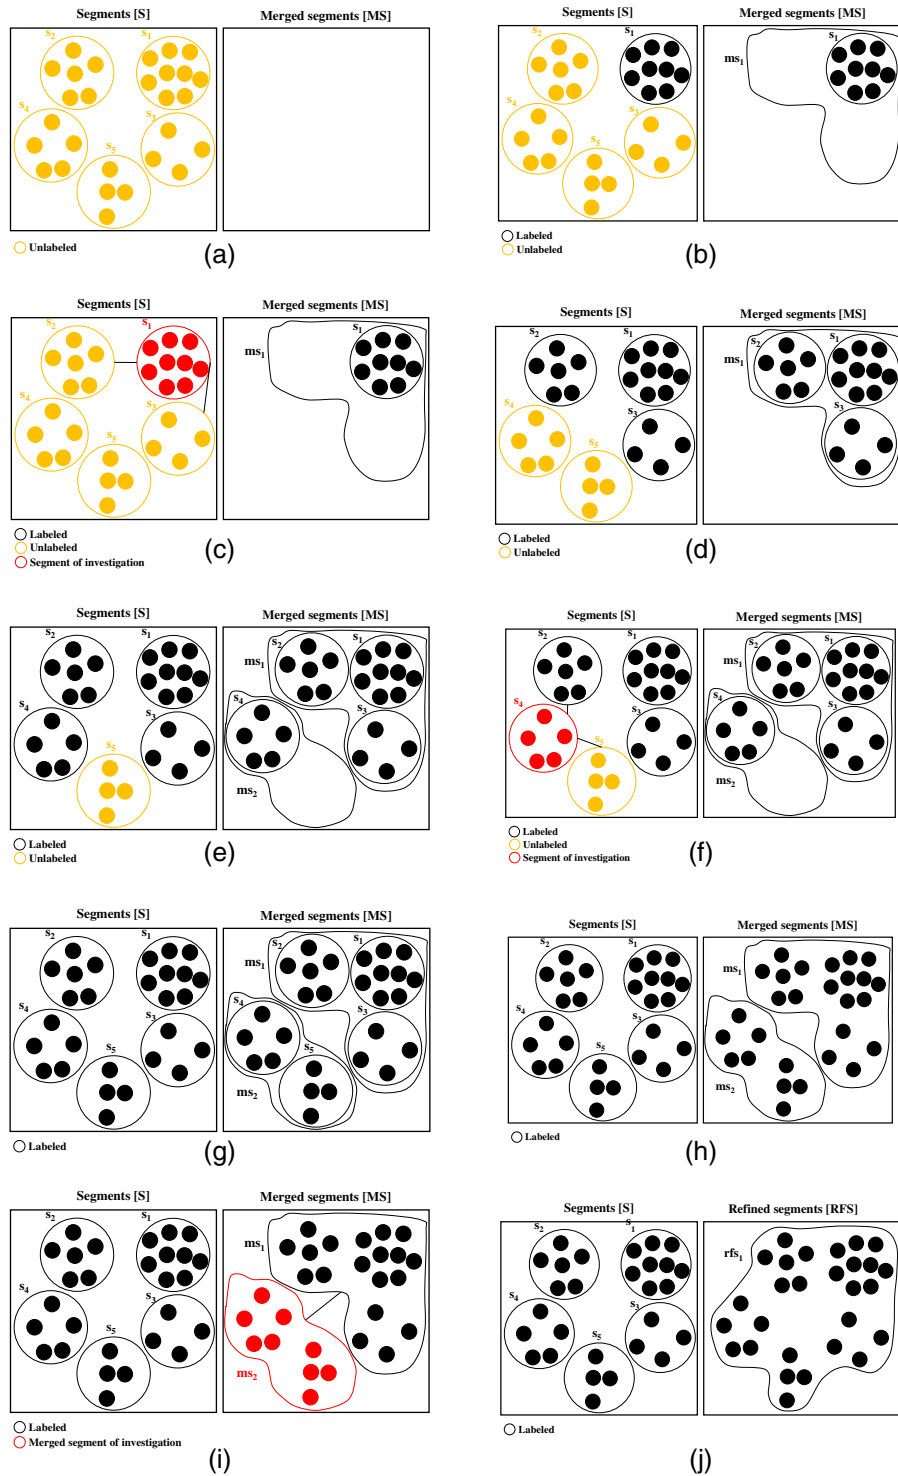 Segments [S] Merged segments [MS]
s2 s1
s4 s3
s5
Unlabeled
(a)
Segments [S] Merged segments [MS]
s2 s1 s1
ms1
s4 s3
s5
Labeled
Unlabeled
(b)
Segments [S] Merged segments [MS]
s2 s1 s1
ms1
s4 s3
s5
Labeled
Unlabeled
Segment of investigation
(c)
Segments [S] Merged segments [MS]
s2 s1 s2 s1
ms1
s4 s3 s3
s5
Labeled
Unlabeled
(d)
Segments [S] Merged segments [MS]
s2 s1 s2 s1
ms1
s4 s3 s4 s3
s5
ms2
Labeled
Unlabeled
(e)
Segments [S] Merged segments [MS]
s2 s1 s2 s1
ms1
s4 s3 s4 s3
s5
ms2
Labeled
Unlabeled
Segment of investigation
(f)
Segments [S] Merged segments [MS]
s2 s1 s2 s1
ms1
s4 s3 s4 s3
s5 s5
ms2
Labeled
(g)
Segments [S] Merged segments [MS]
s2 s1
ms1
s4 s3
s5
ms2
Labeled
(h)
Segments [S] Merged segments [MS]
s2 s1
ms1
s4 s3
s5
ms2
Labeled
Merged segment of investigation
(i)
Segments [S] Refined segments [RFS]
s2 s1
rfs1
s4 s3
s5
Labeled
(j)